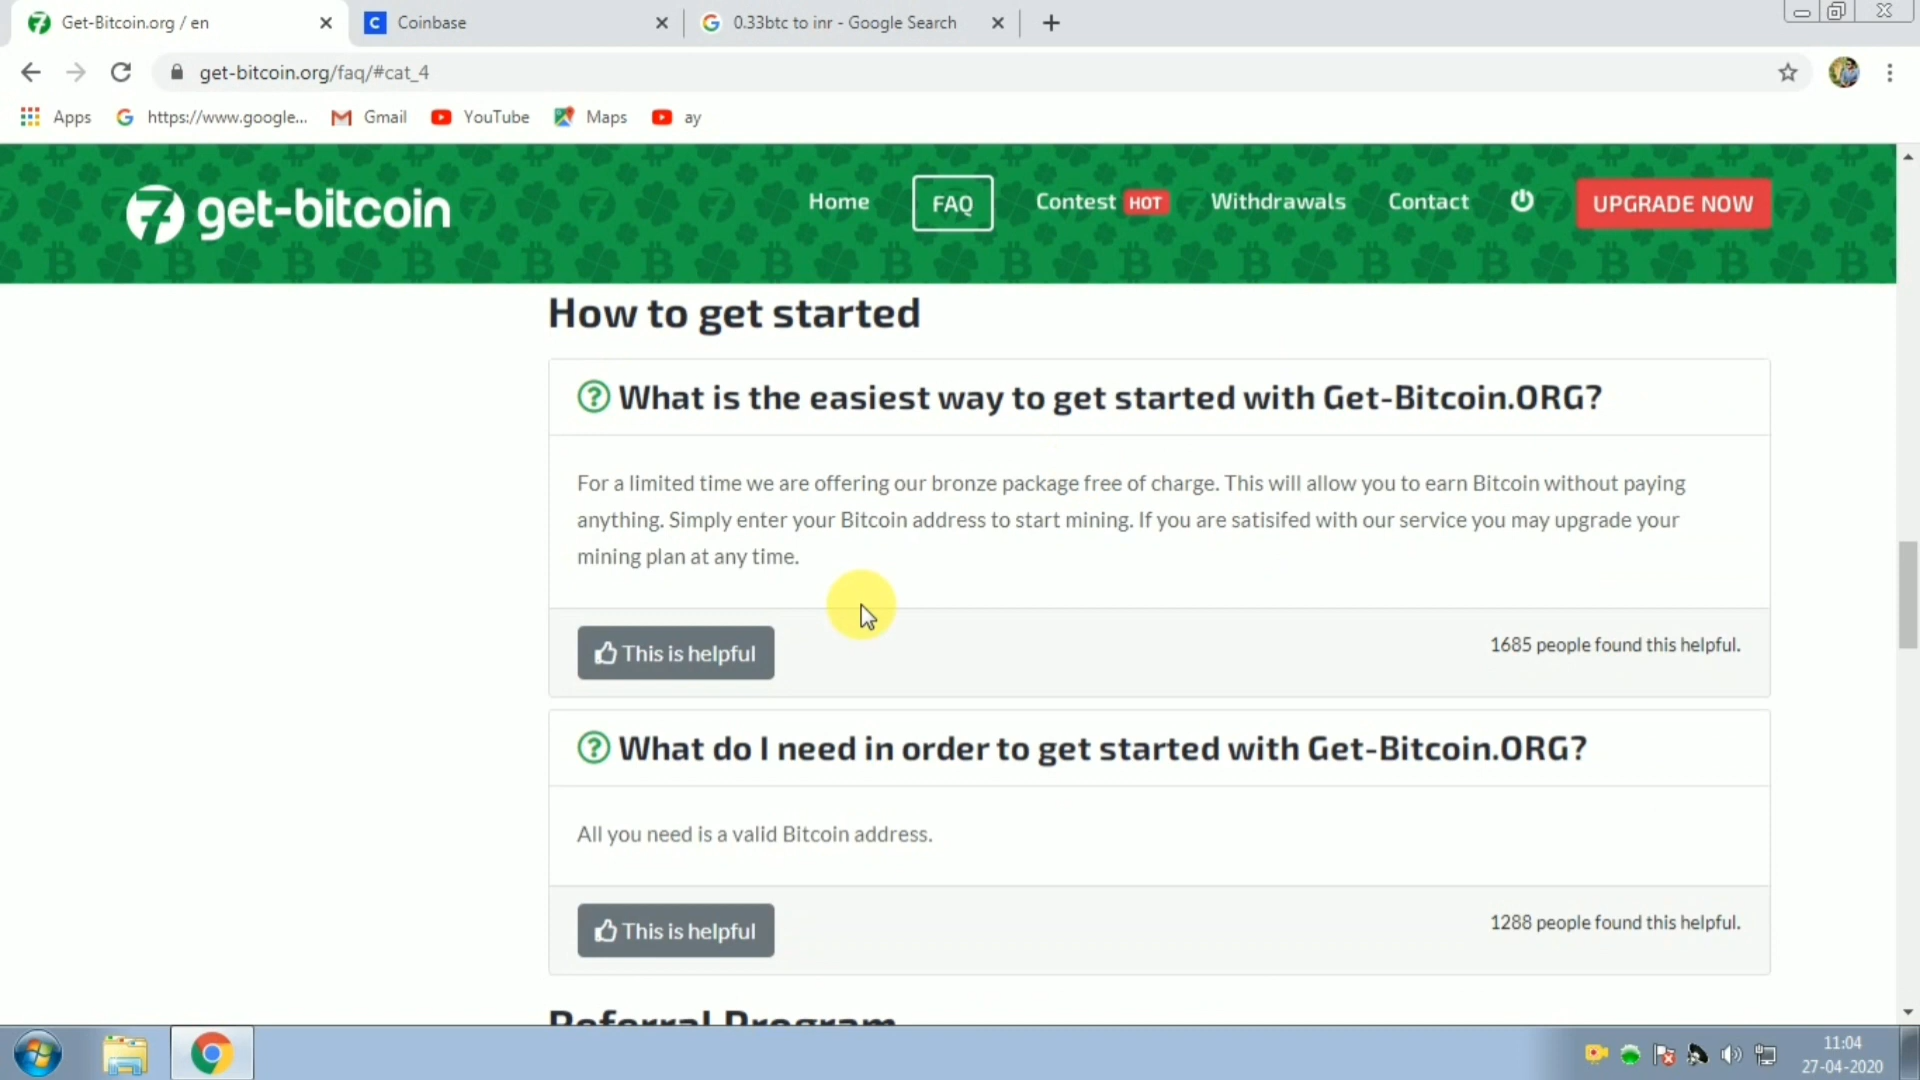 Get-Bitcoin.org / en
Coinbase
0.33btc to inr - Google Search
get-bitcoin.org/faq/#cat_4
Apps
https://www.google...
Gmail
YouTube
Maps
ay
get-bitcoin
Home
FAQ
Contest HOT
Withdrawals
Contact
UPGRADE NOW
How to get started
What is the easiest way to get started with Get-Bitcoin.ORG?
For a limited time we are offering our bronze package free of charge. This will allow you to earn Bitcoin without paying
anything. Simply enter your Bitcoin address to start mining. If you are satisifed with our service you may upgrade your
mining plan at any time.
This is helpful
1685 people found this helpful.
What do I need in order to get started with Get-Bitcoin.ORG?
All you need is a valid Bitcoin address.
This is helpful
1288 people found this helpful.
Referral Program
11:04
27-04-2020